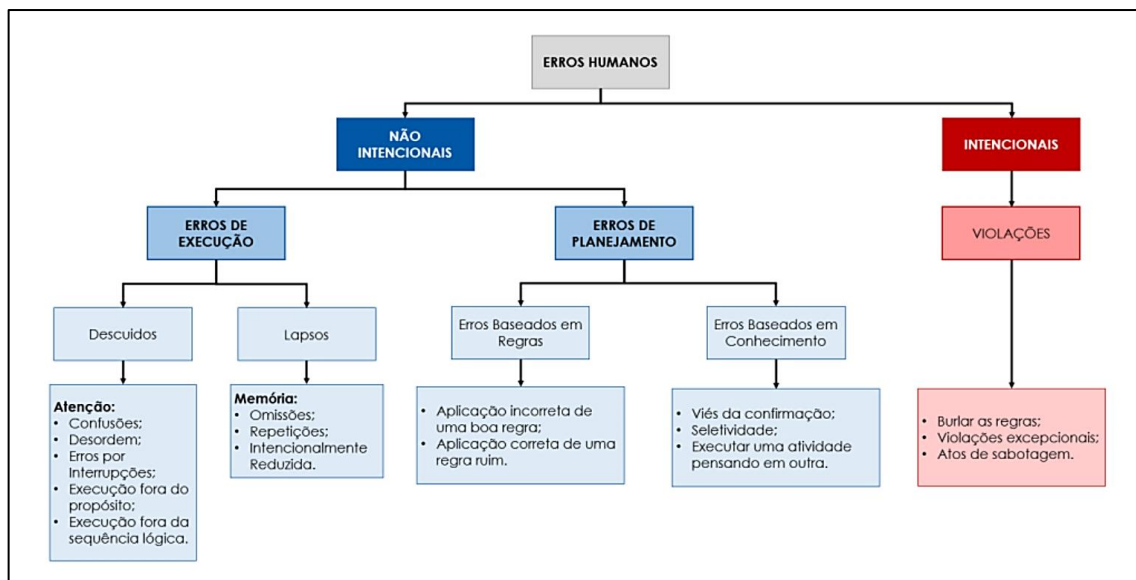 ERROS HUMANOS
NÃO
INTENCIONAIS
INTENCIONAIS
ERROS DE
EXECUÇÃO
ERROS DE
PLANEJAMENTO
VIOLAÇÕES
Descuidos
Lapsos
Erros Baseados em
Regras
Erros Baseados em
Conhecimento
Atenção:
• Confusões;
• Desordem;
• Erros por
Interrupções;
• Execução fora do
propósito;
• Execução fora da
sequência lógica.
Memória:
• Omissões;
• Repetições;
• Intencionalmente
Reduzida.
• Aplicação incorreta de
uma boa regra;
• Aplicação correta de uma
regra ruim.
• Viés da confirmação;
• Seletividade;
• Executar uma atividade
pensando em outra.
• Burlar as regras;
• Violações excepcionais;
• Atos de sabotagem.